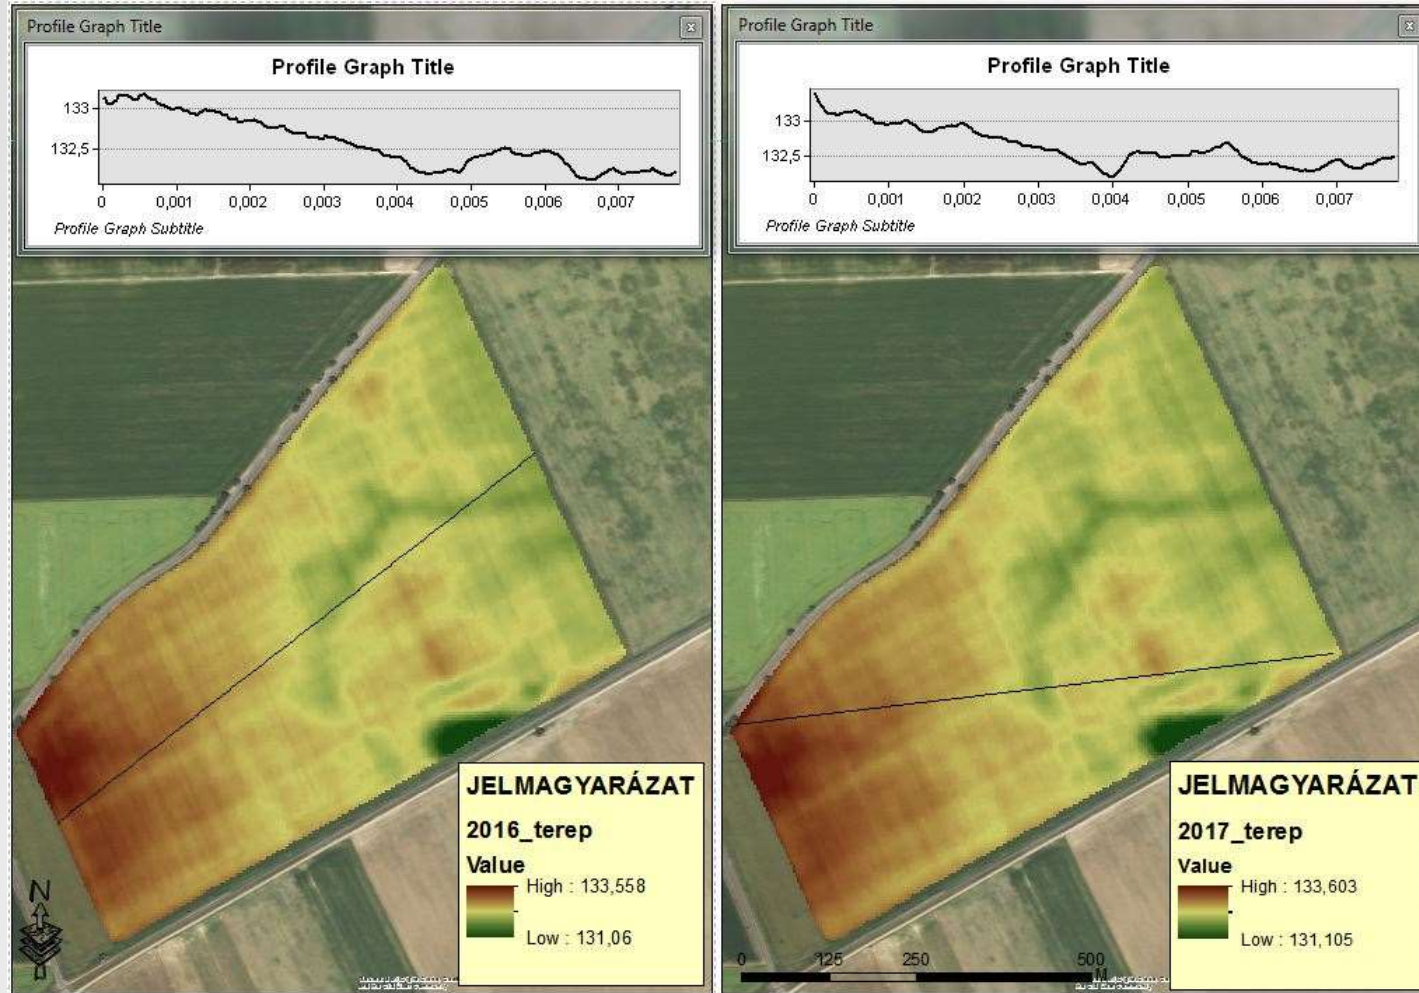 Profile Graph Title
Profile Graph Title
133
132,5
0 0,001 0,002 0,003 0,004 0,005 0,006 0,007
Profile Graph Subtitle
JELMAGYARÁZAT
2016_terep
Value
High : 133,558
Low : 131,06
N
Profile Graph Title
Profile Graph Title
133
132,5
0 0,001 0,002 0,003 0,004 0,005 0,006 0,007
Profile Graph Subtitle
JELMAGYARÁZAT
2017_terep
Value
High : 133,603
Low : 131,105
0 125 250 500
M